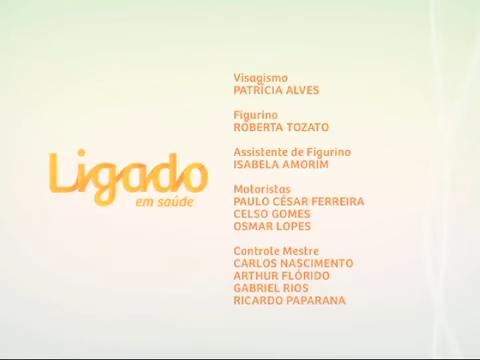 Ligado
em saúde
Visagismo
PATRÍCIA ALVES
Figurino
ROBERTA TOZATO
Assistente de Figurino
ISABELA AMORIM
Motoristas
PAULO CÉSAR FERREIRA
CELSO GOMES
OSMAR LOPES
Controle Mestre
CARLOS NASCIMENTO
ARTHUR FLÓRIDO
GABRIEL RIOS
RICARDO PAPARANA